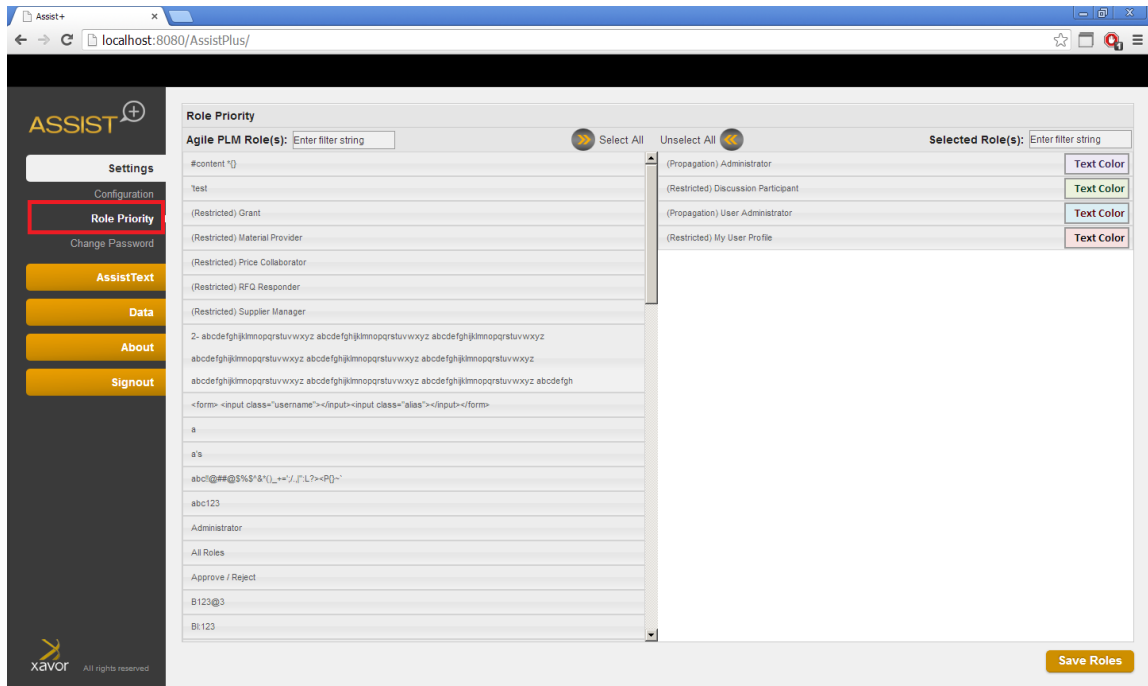 Assist+
localhost:8080/AssistPlus/
ASSIST
Settings
Configuration
Role Priority
Change Password
AssistText
Data
About
Signout
xavor All rights reserved
Role Priority
Agile PLM Role(s): Enter filter string Select All Unselect All Selected Role(s): Enter filter string
#content *{}
'test
(Restricted) Grant
(Restricted) Material Provider
(Restricted) Price Collaborator
(Restricted) RFQ Responder
(Restricted) Supplier Manager
2- abcdefghijklmnopqrstuvwxyz abcdefghijklmnopqrstuvwxyz abcdefghijklmnopqrstuvwxyz
abcdefghijklmnopqrstuvwxyz abcdefghijklmnopqrstuvwxyz abcdefghijklmnopqrstuvwxyz
abcdefghijklmnopqrstuvwxyz abcdefghijklmnopqrstuvwxyz abcdefghijklmnopqrstuvwxyz abcdefgh
<form> <input class="username"></input><input class="alias"></input></form>
a
a's
abc123
Administrator
All Roles
Approve / Reject
B123@3
BI:123
(Propagation) Administrator Text Color
(Restricted) Discussion Participant Text Color
(Propagation) User Administrator Text Color
(Restricted) My User Profile Text Color
Save Roles